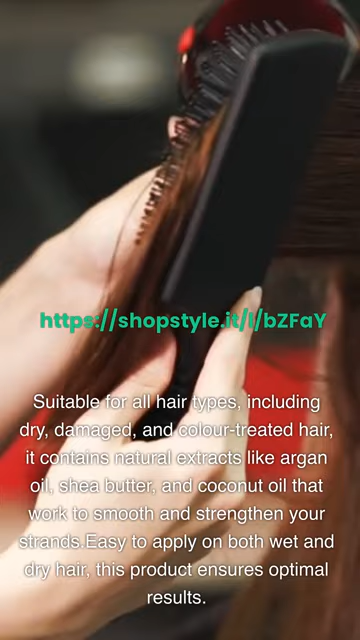 https://shopstyle.it/l/bZFaY
Suitable for all hair types, including
dry, damaged, and colour-treated hair,
it contains natural extracts like argan
oil, shea butter, and coconut oil that
work to smooth and strengthen your
strands.Easy to apply on both wet and
dry hair, this product ensures optimal
results.